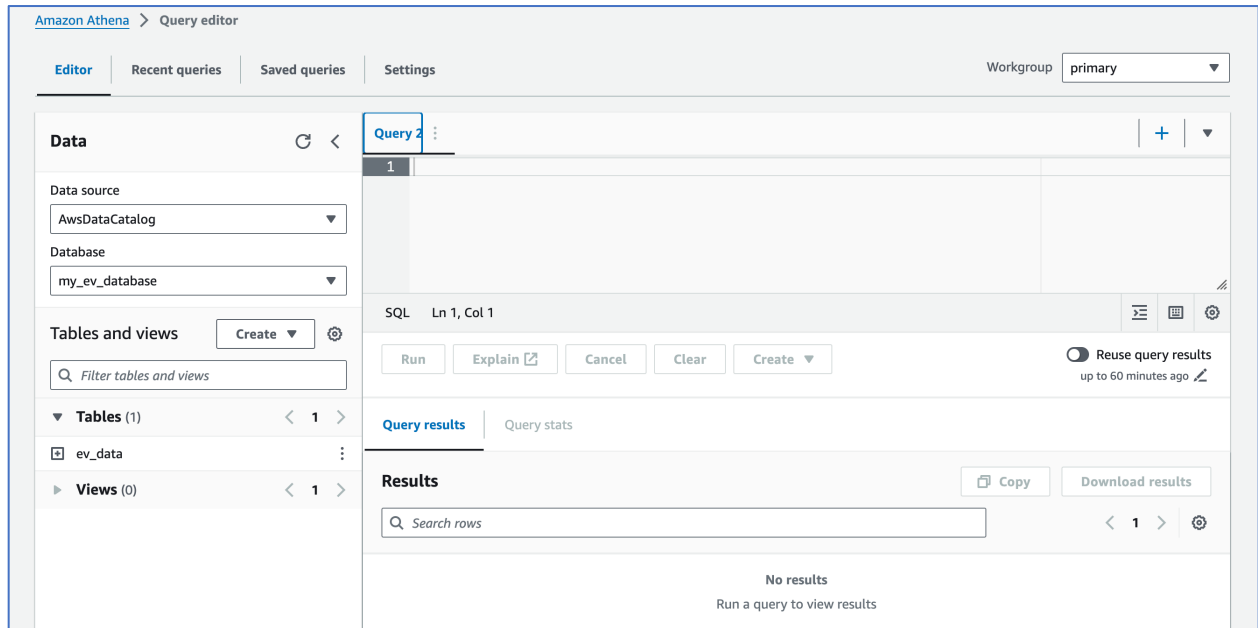 Amazon Athena > Query editor
Editor Recent queries Saved queries Settings Workgroup primary
Data
Data source
AwsDataCatalog
Database
my_ev_database
Tables and views Create
Filter tables and views
Tables (1) 1
ev_data
Views (0) 1
Query 2
1
SQL Ln 1, Col 1
Run Explain Cancel Clear Create
Reuse query results
up to 60 minutes ago
Query results Query stats
Results Copy Download results
Search rows 1
No results
Run a query to view results